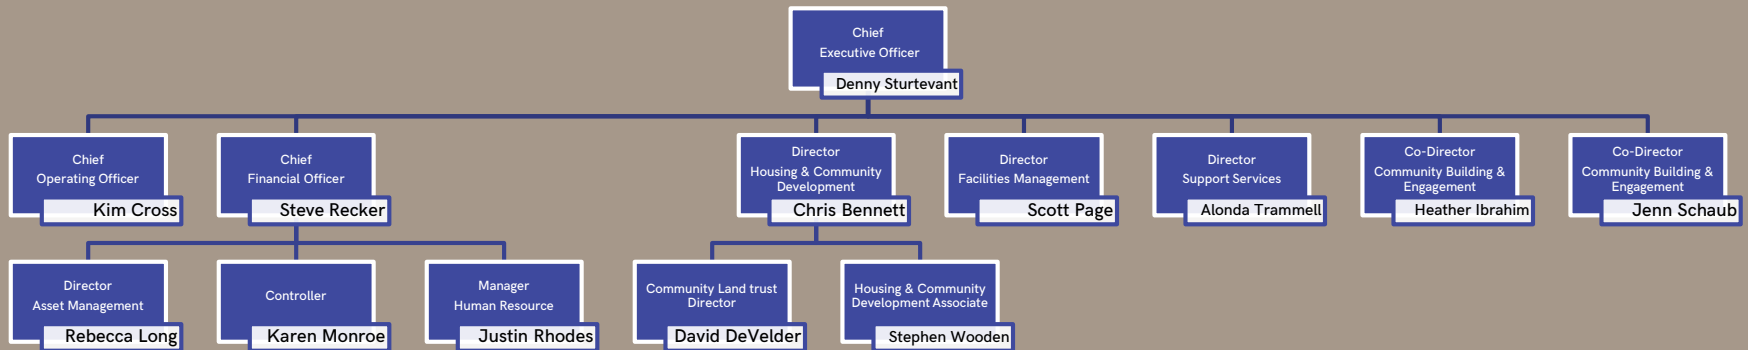 Chief
Executive Officer
Denny Sturtevant
Chief
Operating Officer
Kim Cross
Chief
Financial Officer
Steve Recker
Director
Housing & Community
Development
Chris Bennett
Director
Facilities Management
Scott Page
Director
Support Services
Alonda Trammell
Co-Director
Community Building &
Engagement
Heather Ibrahim
Co-Director
Community Building &
Engagement
Jenn Schaub
Director
Asset Management
Rebecca Long
Controller
Karen Monroe
Manager
Human Resource
Justin Rhodes
Community Land trust
Director
David DeVelder
Housing & Community
Development Associate
Stephen Wooden